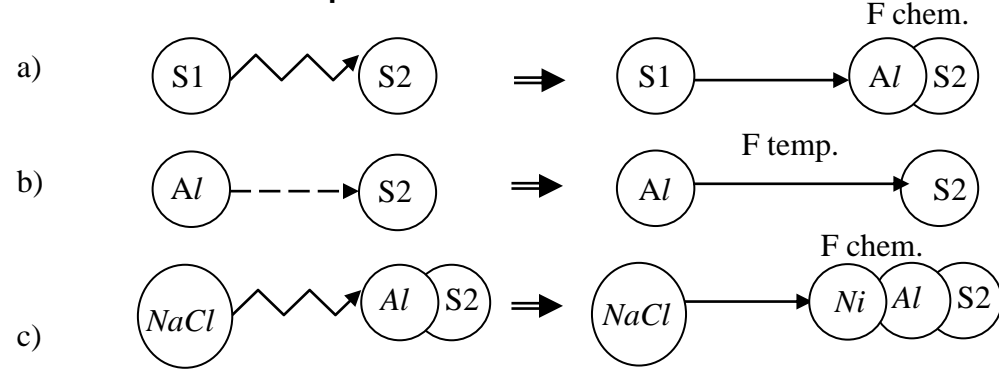 F chem.
a) S1 S2 S1 Al S2
F temp.
b) Al S2 Al S2
F chem.
c) NaCl Al S2 NaCl Ni Al S2